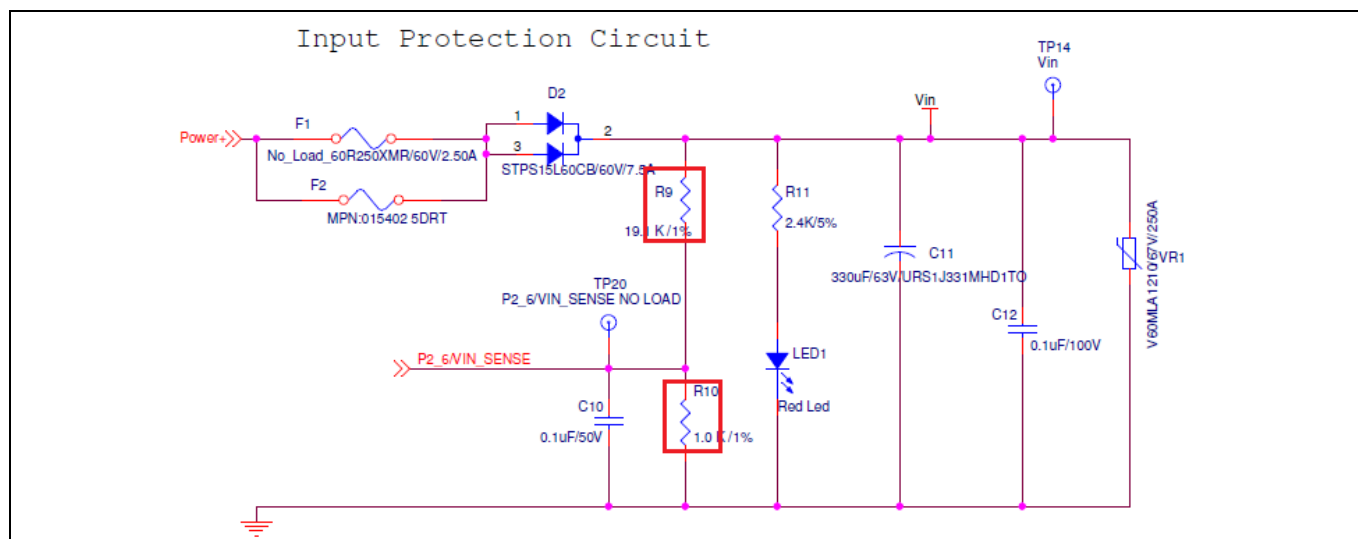 Input Protection Circuit
TP14
Vin
D2
Vin
1
F1
2
Power+
No_Load_60R250XMR/60V/2.50A
3
STPS15L60CB/60V/7.5A
F2
R9
R11
MPN:015402 5DRT
19.1 K/1%
2.4K/5%
C11
330uF/63V/URS1J331MHD1TO
VR1
V60MLA1210/67V/250A
TP20
P2_6/VIN_SENSE NO LOAD
C12
0.1uF/100V
P2_6/VIN_SENSE
LED1
R10
C10
Red Led
0.1uF/50V
1.0 K/1%